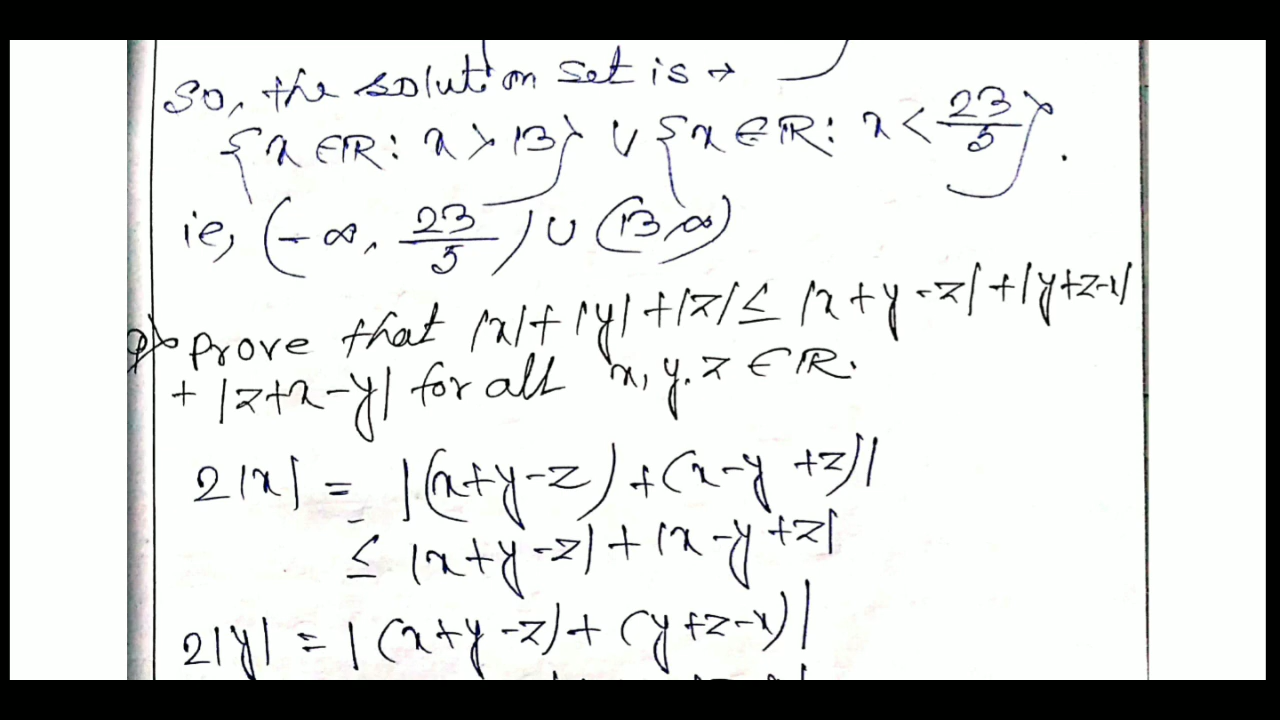 So, the solution set is →
{x ∈ ℝ: x > 13} ∪ {x ∈ ℝ: x < 23/5}.
ie, (-∞, 23/5) ∪ (13, ∞)
Q) Prove that |x| + |y| + |z| ≤ |x + y - z| + |y+z-x|
+ |z+x-y| for all x, y, z ∈ ℝ.
2|x| = |(x+y-z) + (x-y+z)|
≤ |x+y-z| + |x-y+z|
2|y| = |(x+y-z) + (y+z-x)|